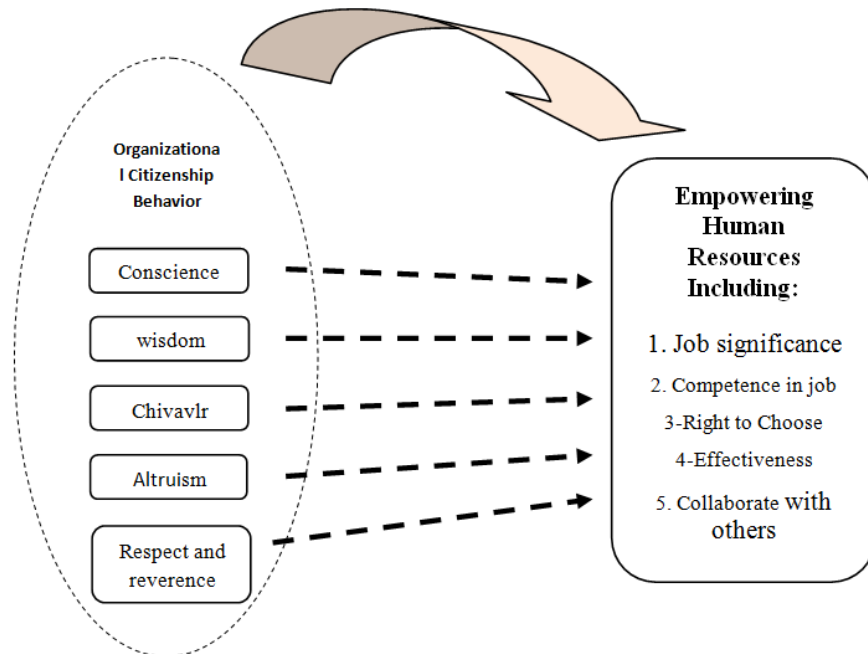 Organizationa
l Citizenship
Behavior
Conscience
wisdom
Chivavlr
Altruism
Respect and
reverence
Empowering
Human
Resources
Including:
1. Job significance
2. Competence in job
3-Right to Choose
4-Effectiveness
5. Collaborate with
others